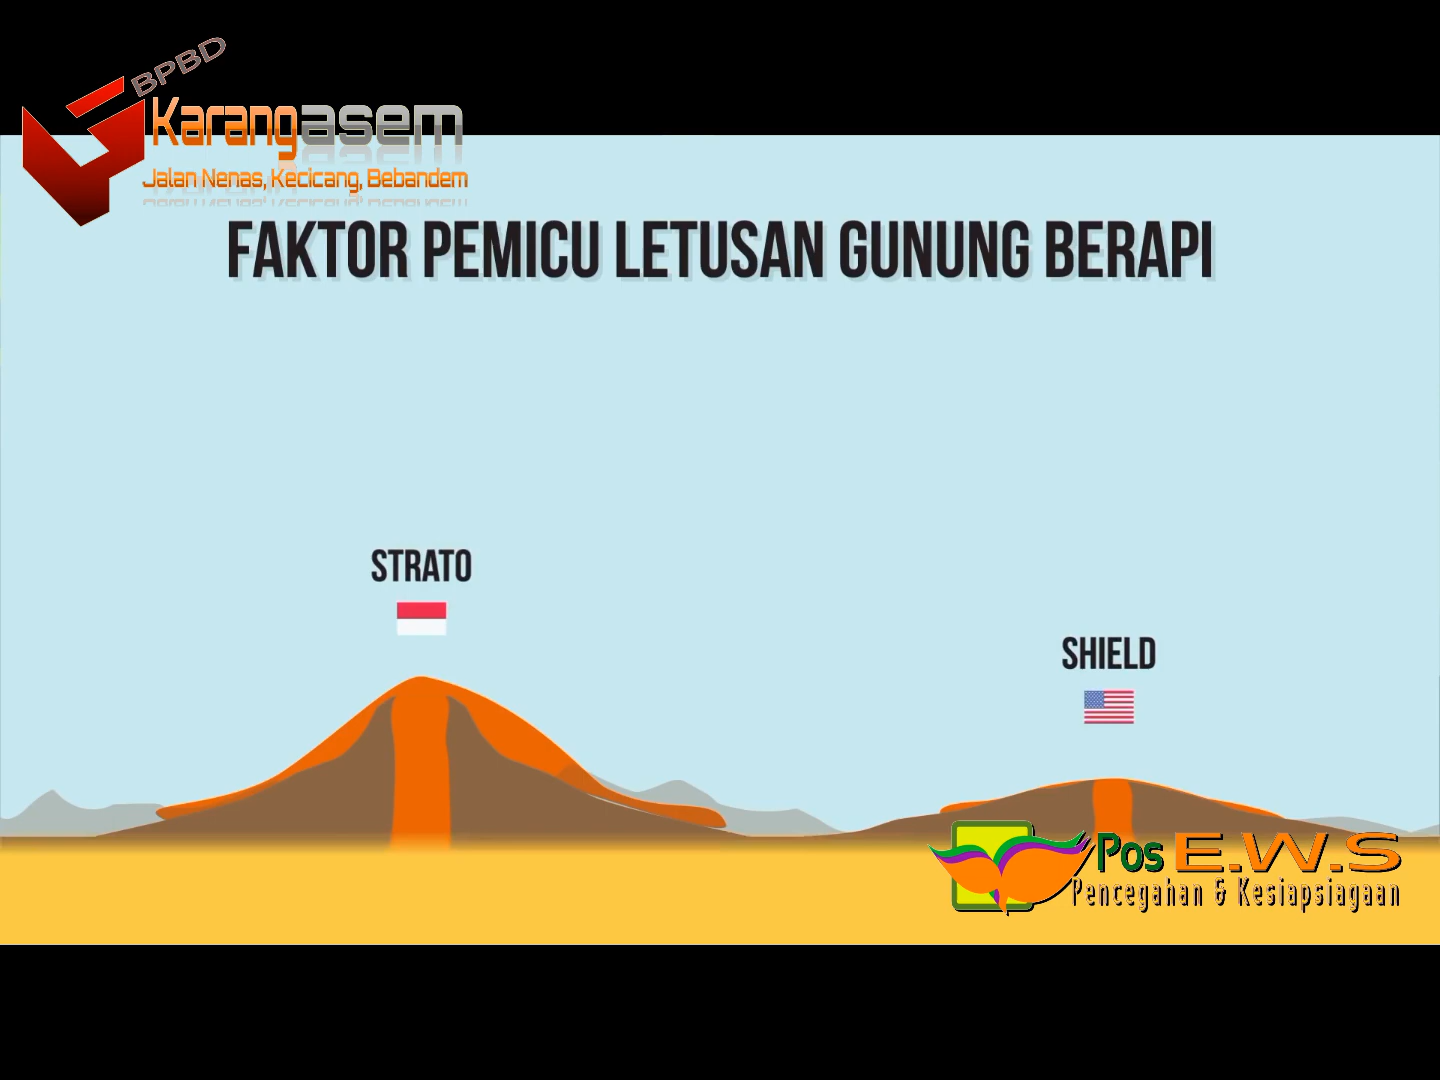 BPBD
Karangasem
Jalan Nenas, Kecicang, Bebandem
FAKTOR PEMICU LETUSAN GUNUNG BERAPI
STRATO
SHIELD
Pos E.W.S
Pencegahan & Kesiapsiagaan